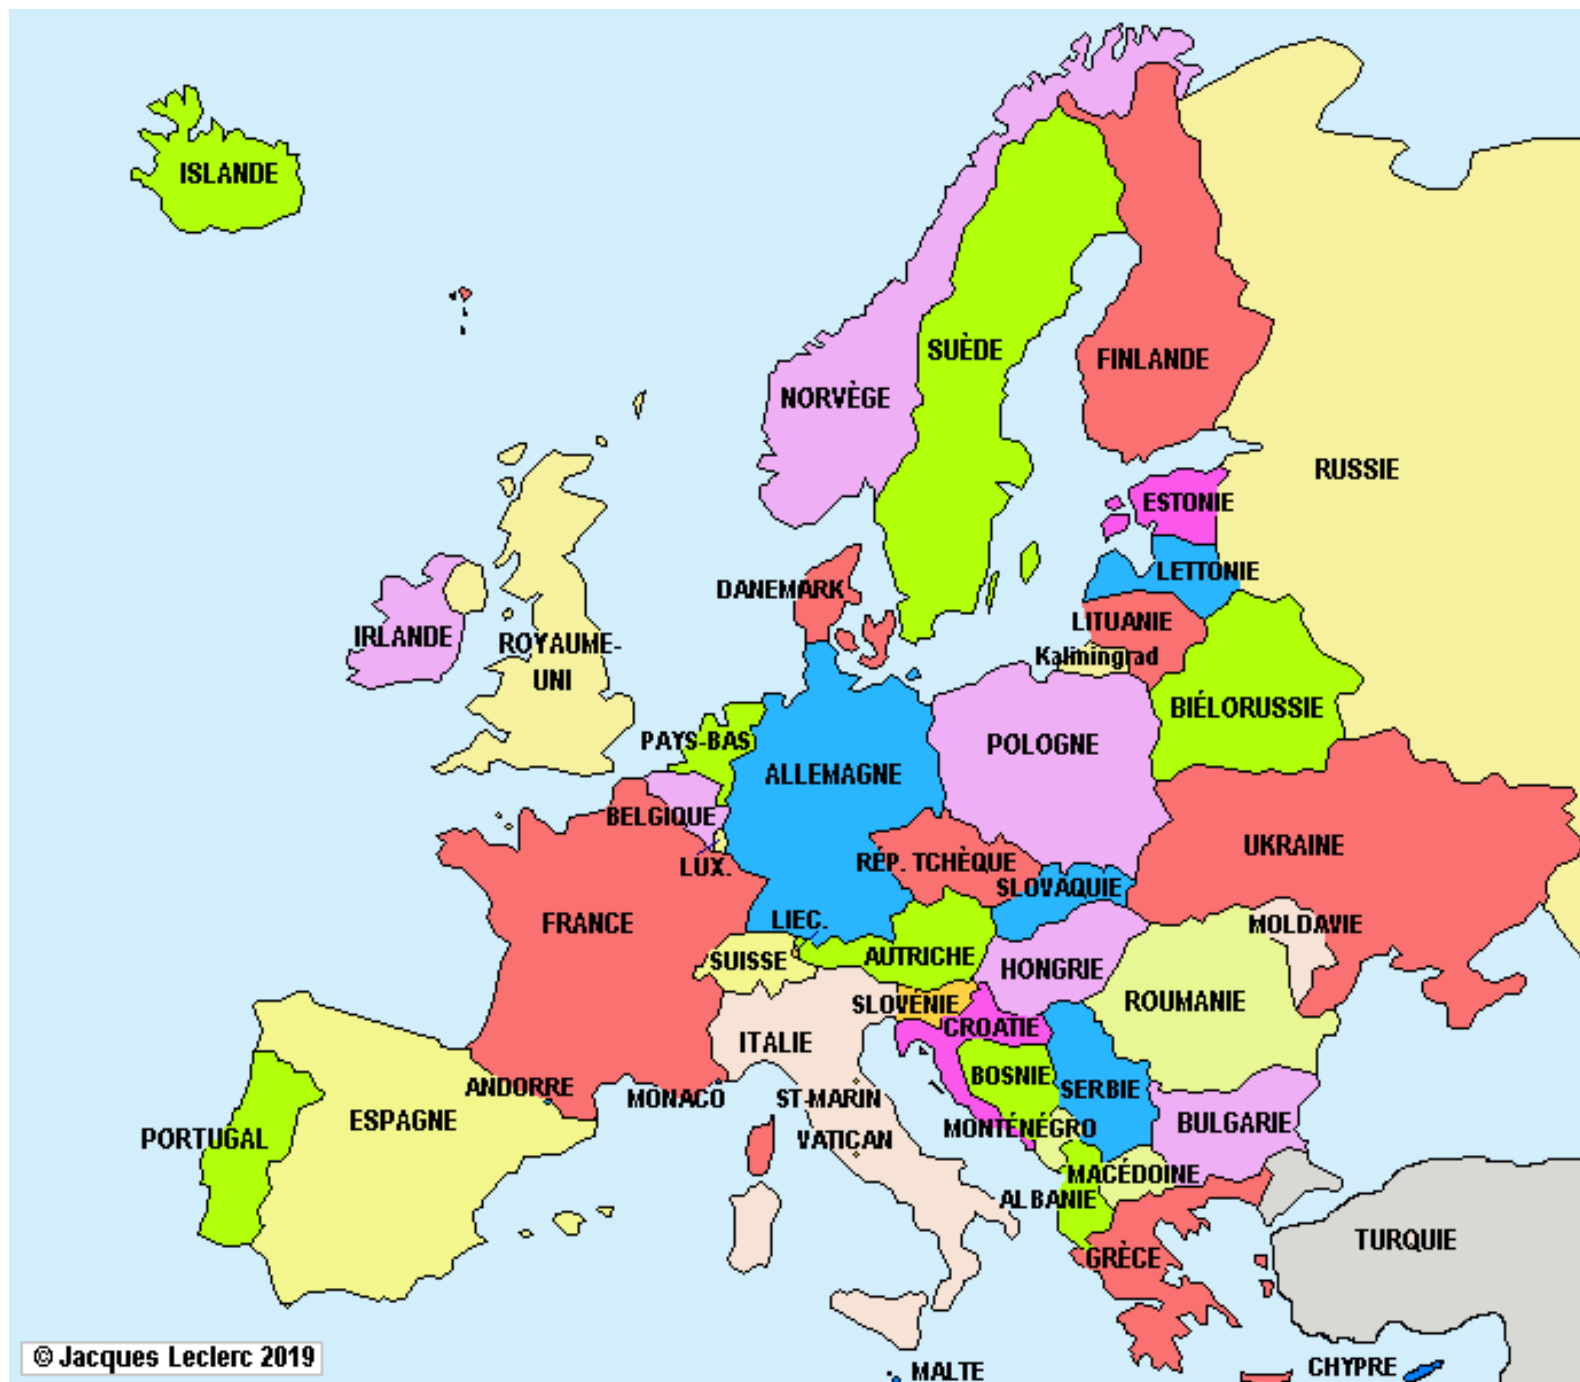 ISLANDE
SUÈDE
FINLANDE
NORVÈGE
RUSSIE
ESTONIE
LETTONIE
DANEMARK
LITUANIE
IRLANDE
ROYAUME-
UNI
Kaliningrad
BIÉLORUSSIE
PAYS-BAS
POLOGNE
ALLEMAGNE
BELGIQUE
UKRAINE
LUX.
RÉP. TCHÈQUE
SLOVAQUIE
FRANCE
LIEC.
MOLDAVIE
SUISSE
AUTRICHE
HONGRIE
ROUMANIE
SLOVÉNIE
CROATIE
ITALIE
BOSNIE
SERBIE
ANDORRE
MONACO
ST-MARIN
ESPAGNE
PORTUGAL
VATICAN
MONTÉNÉGRO
BULGARIE
MACÉDOINE
ALBANIE
TURQUIE
GRÈCE
© Jacques Leclerc 2019
MALTE
CHYPRE